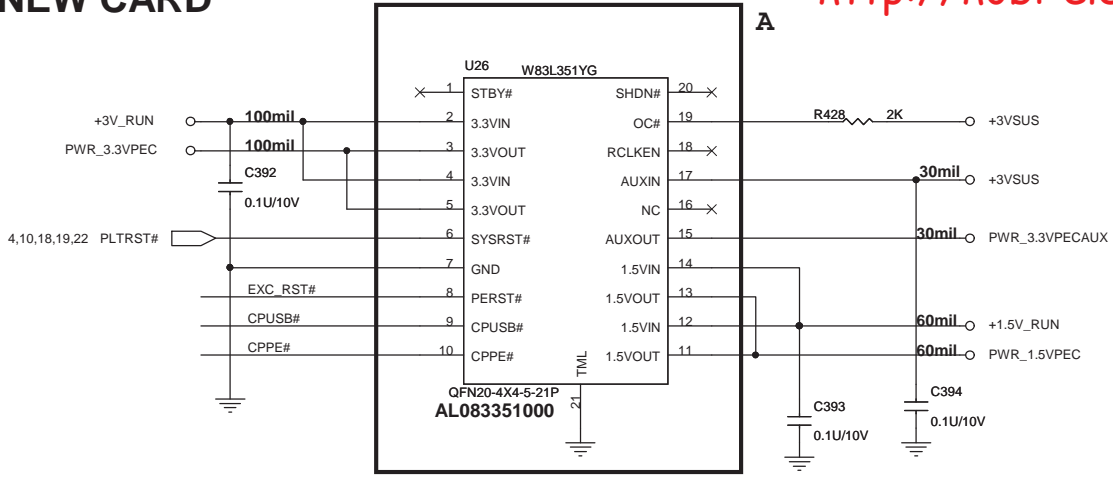 NEW CARD
A
U26
W83L351YG
1 STBY# SHDN# 20
+3V_RUN 100mil 2 3.3VIN OC# 19 R428 2K +3VSUS
PWR_3.3VPEC 100mil 3 3.3VOUT RCLKEN 18
C392
0.1U/10V
4 3.3VIN AUXIN 17 30mil +3VSUS
5 3.3VOUT NC 16
4,10,18,19,22 PLTRST# 6 SYSRST# AUXOUT 15 30mil PWR_3.3VPECAUX
7 GND 1.5VIN 14
EXC_RST# 8 PERST# 1.5VOUT 13
CPUSB# 9 CPUSB# 1.5VIN 12 60mil +1.5V_RUN
CPPE# 10 CPPE# 1.5VOUT 11 60mil PWR_1.5VPEC
TML
21
QFN20-4X4-5-21P
AL083351000
C393
0.1U/10V
C394
0.1U/10V